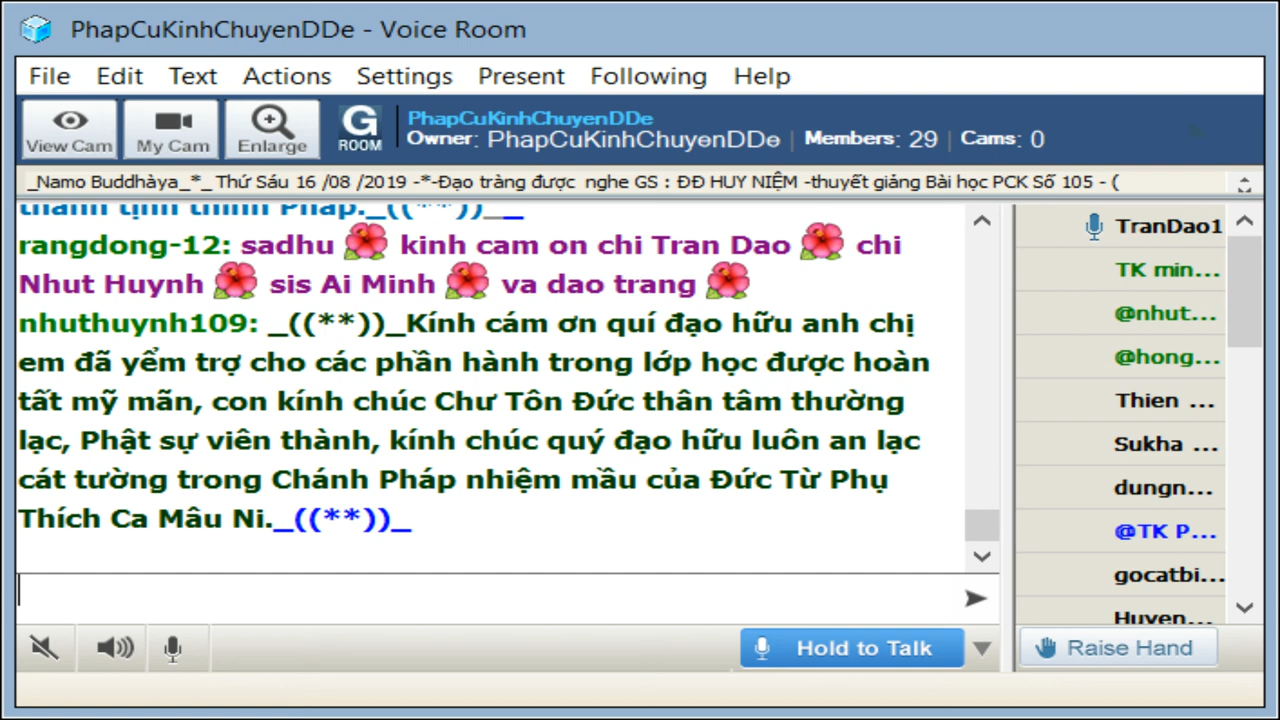 PhapCuKinhChuyenDDe - Voice Room
File Edit Text Actions Settings Present Following Help
View Cam My Cam Enlarge G ROOM
PhapCuKinhChuyenDDe
Owner: PhapCuKinhChuyenDDe | Members: 29 | Cams: 0
_Namo Buddhàya_*_ Thứ Sáu 16 /08 /2019 -*-Đạo tràng được nghe GS : ĐĐ HUY NIỆM -thuyết giảng Bài học PCK Số 105 - (
thanh tịnh thính Pháp._((**))__
rangdong-12: sadhu kinh cam on chi Tran Dao chi
Nhut Huynh sis Ai Minh va dao trang
nhuthuynh109: _((**))_Kính cám ơn quí đạo hữu anh chị
em đã yểm trợ cho các phần hành trong lớp học được hoàn
tất mỹ mãn, con kính chúc Chư Tôn Đức thân tâm thường
lạc, Phật sự viên thành, kính chúc quý đạo hữu luôn an lạc
cát tường trong Chánh Pháp nhiệm mầu của Đức Từ Phụ
Thích Ca Mâu Ni._((**))_
TranDao1
TK min...
@nhut...
@hong...
Thien ...
Sukha ...
dungn...
@TK P...
gocatbi...
Huyen...
Hold to Talk
Raise Hand